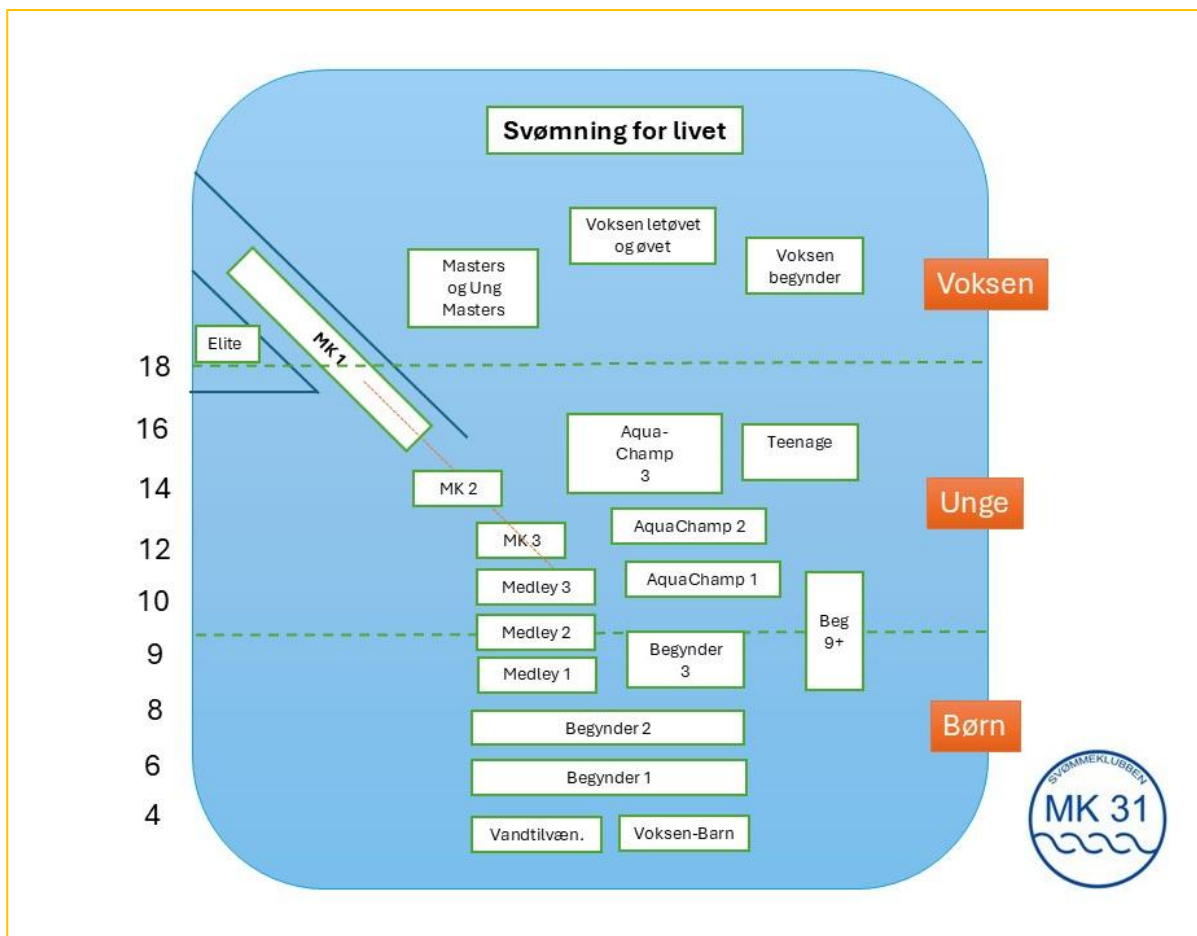 Svømning for livet
Voksen letøvet
og øvet
Voksen
begynder
Masters
og Ung
Masters
Voksen
MK 1
Elite
18
16
Aqua-
Champ
3
Teenage
14
MK 2
Unge
AquaChamp 2
12
MK 3
AquaChamp 1
10
Medley 3
Beg
9+
Medley 2
9
Begynder
3
Medley 1
8
Begynder 2
Børn
6
Begynder 1
4
Vandtilvæn.
Voksen-Barn
SVØMMEKLUBBEN
MK 31